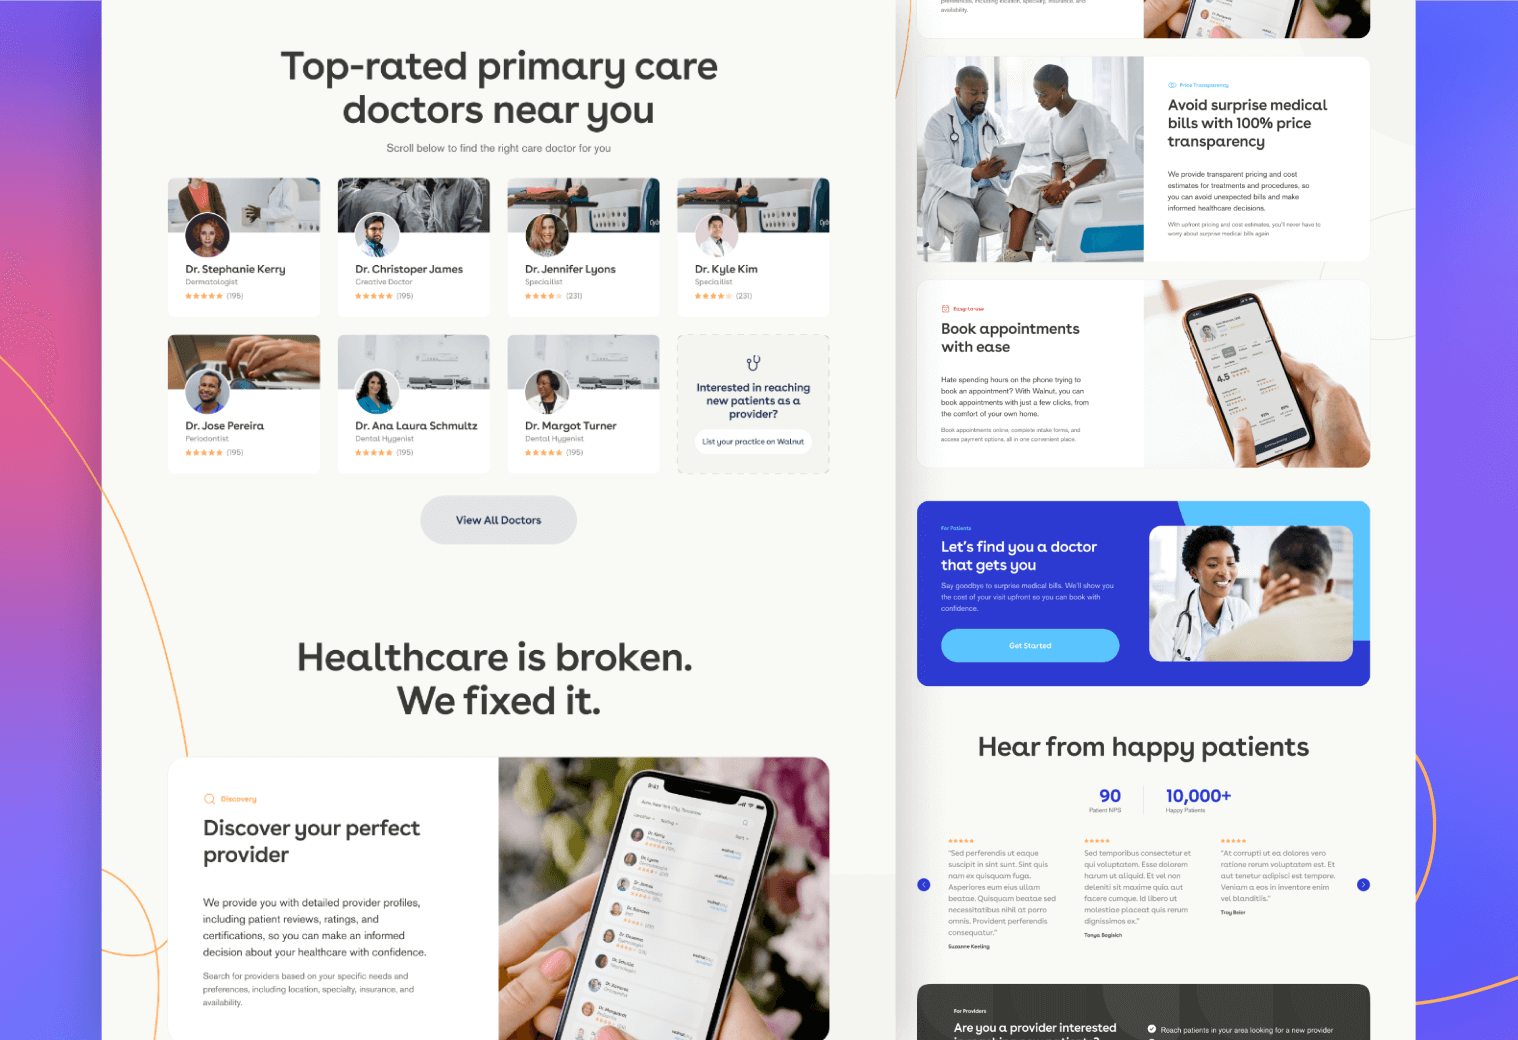 Top-rated primary care
doctors near you
Scroll below to find the right care doctor for you
Dr. Stephanie Kerry
Dermatologist
(195)
Dr. Christoper James
Creative Doctor
(195)
Dr. Jennifer Lyons
Specialist
(231)
Dr. Kyle Kim
Specialist
(231)
Dr. Jose Pereira
Periodontist
(195)
Dr. Ana Laura Schmultz
Dental Hygenist
(195)
Dr. Margot Turner
Dental Hygenist
(195)
Interested in reaching
new patients as a
provider?
List your practice on Walnut
View All Doctors
Healthcare is broken.
We fixed it.
Discovery
Discover your perfect
provider
We provide you with detailed provider profiles,
including patient reviews, ratings, and
certifications, so you can make an informed
decision about your healthcare with confidence.
Search for providers based on your specific needs and
preferences, including location, specialty, insurance, and
availability.
9:41
Dr. Kerry
Primary Care
Dr. Lyons
Dr. James
preferences, including location, specialty, insurance, and
availability.
Price Transparency
Avoid surprise medical
bills with 100% price
transparency
We provide transparent pricing and cost
estimates for treatments and procedures, so
you can avoid unexpected bills and make
informed healthcare decisions.
With upfront pricing and cost estimates, you'll never have to
worry about surprise medical bills again
Easy-to-use
Book appointments
with ease
Hate spending hours on the phone trying to
book an appointment? With Walnut, you can
book appointments with just a few clicks, from
the comfort of your own home.
Book appointments online, complete intake forms, and
access payment options, all in one convenient place.
4.5
For Patients
Let's find you a doctor
that gets you
Say goodbye to surprise medical bills. We'll show you
the cost of your visit upfront so you can book with
confidence.
Get Started
Hear from happy patients
90
Patient NPS
10,000+
Happy Patients
"Sed perferendis ut eaque
suscipit in sint sunt. Sint quis
nam ex quisquam fuga.
Asperiores eum eius ullam
beatae. Quisquam beatae sed
necessitatibus nihil at porro
omnis. Provident perferendis
consequatur."
Suzanne Keeling
Sed temporibus consectetur et
qui voluptatem. Esse dolorem
harum ut aliquid. Et vel non
deleniti sit maxime quia aut
facere cumque. Id libero ut
molestiae placeat quis rerum
dignissimos ex."
Tonya Bogisich
"At corrupti ut ea dolores vero
ratione rerum voluptatem est. Et
aut tenetur adipisci est tempore.
Veniam a eos in inventore enim
vel blanditiis."
Troy Beier
For Providers
Are you a provider interested
Reach patients in your area looking for a new provider